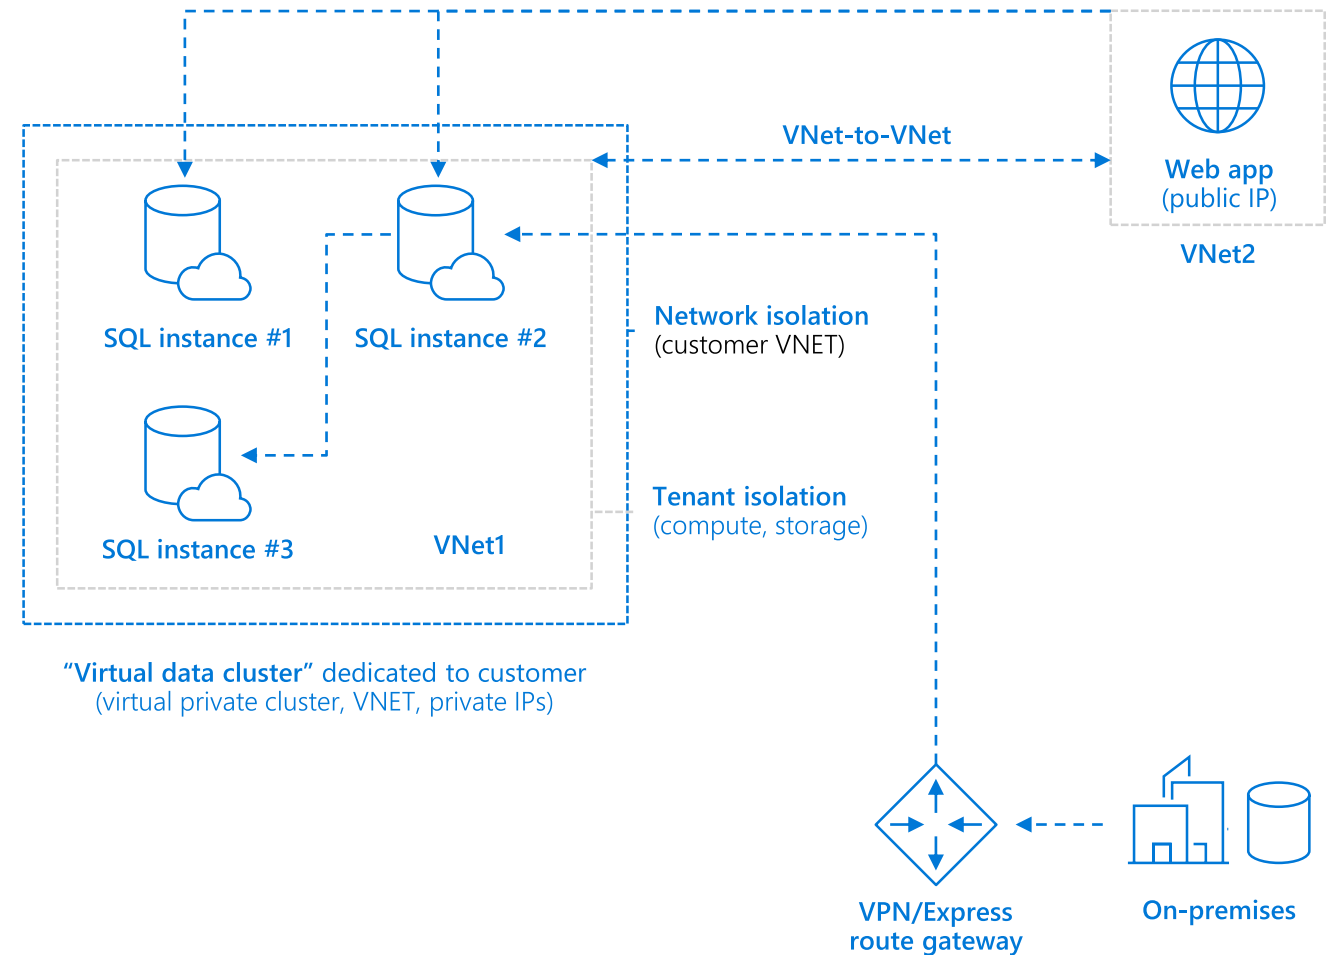 VNet-to-VNet
Web app
(public IP)
VNet2
SQL instance #1
SQL instance #2
Network isolation
(customer VNET)
Tenant isolation
(compute, storage)
SQL instance #3
VNet1
“Virtual data cluster” dedicated to customer
(virtual private cluster, VNET, private IPs)
VPN/Express
route gateway
On-premises